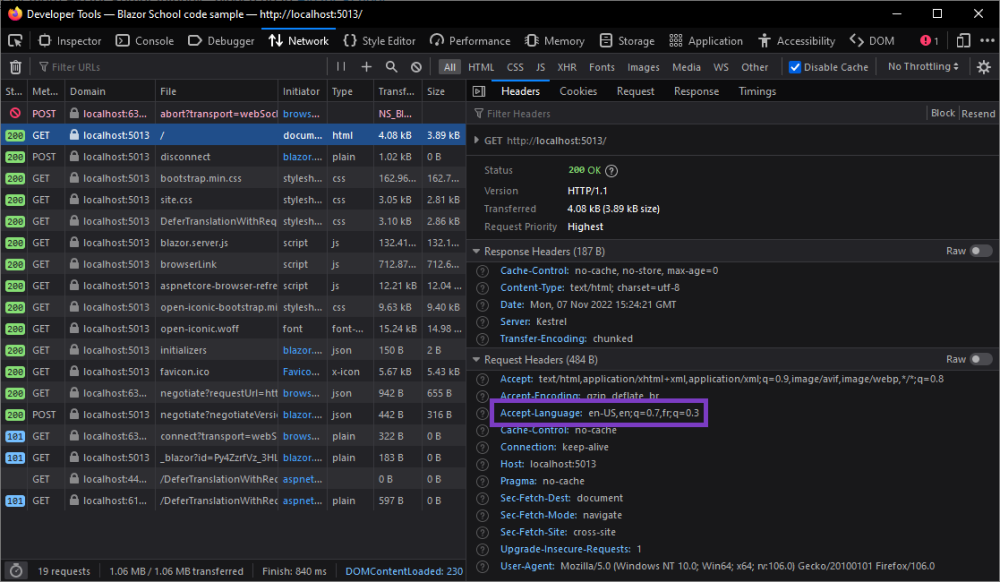 Developer Tools — Blazor School code sample — http://localhost:5013/
Inspector Console Debugger Network Style Editor Performance Memory Storage Application Accessibility DOM 1
Filter URLs All HTML CSS JS XHR Fonts Images Media WS Other Disable Cache No Throttling
St... Met... Domain File Initiator Type Transf... Size
POST localhost:63... abort?transport=webSocl brows... NS_BI...
200 GET localhost:5013 / docum... html 4.08 kB 3.89 kB
200 POST localhost:5013 disconnect blazor.... plain 1.02 kB 0 B
200 GET localhost:5013 bootstrap.min.css stylesh... css 162.96... 162.7...
200 GET localhost:5013 site.css stylesh... css 3.05 kB 2.81 kB
200 GET localhost:5013 DeferTranslationWithReq stylesh... css 3.10 kB 2.86 kB
200 GET localhost:5013 blazor.server.js script js 132.41... 132.1...
200 GET localhost:5013 browserLink script js 712.87... 712.6...
200 GET localhost:5013 aspnetcore-browser-refre script js 12.21 kB 12.04 ...
200 GET localhost:5013 open-iconic-bootstrap.mi stylesh... css 9.63 kB 9.40 kB
200 GET localhost:5013 open-iconic.woff font font-... 15.24 kB 14.98 ...
200 GET localhost:5013 initializers blazor.... json 150 B 2 B
200 GET localhost:5013 favicon.ico Favico... x-icon 5.67 kB 5.43 kB
200 GET localhost:63... negotiate?requestUrl=htt brows... json 942 B 655 B
200 POST localhost:5013 negotiate?negotiateVersi blazor.... json 442 B 316 B
101 GET localhost:63... connect?transport=webS brows... plain 322 B 0 B
101 GET localhost:5013 _blazor?id=Py4ZzrfVz_3HL blazor.... plain 183 B 0 B
GET localhost:44... /DeferTranslationWithRec aspnet... 0 B 0 B
101 GET localhost:61... /DeferTranslationWithRec aspnet... plain 597 B 0 B
19 requests 1.06 MB / 1.06 MB transferred Finish: 840 ms DOMContentLoaded: 230
Headers Cookies Request Response Timings
Filter Headers Block Resend
GET http://localhost:5013/
Status 200 OK
Version HTTP/1.1
Transferred 4.08 kB (3.89 kB size)
Request Priority Highest
Response Headers (187 B) Raw
Cache-Control: no-cache, no-store, max-age=0
Content-Type: text/html; charset=utf-8
Date: Mon, 07 Nov 2022 15:24:21 GMT
Server: Kestrel
Transfer-Encoding: chunked
Request Headers (484 B) Raw
Accept: text/html,application/xhtml+xml,application/xml;q=0.9,image/avif,image/webp,*/*;q=0.8
Accept-Encoding: gzip, deflate, br
Accept-Language: en-US,en;q=0.7,fr;q=0.3
Cache-Control: no-cache
Connection: keep-alive
Host: localhost:5013
Pragma: no-cache
Sec-Fetch-Dest: document
Sec-Fetch-Mode: navigate
Sec-Fetch-Site: cross-site
Upgrade-Insecure-Requests: 1
User-Agent: Mozilla/5.0 (Windows NT 10.0; Win64; x64; rv:106.0) Gecko/20100101 Firefox/106.0